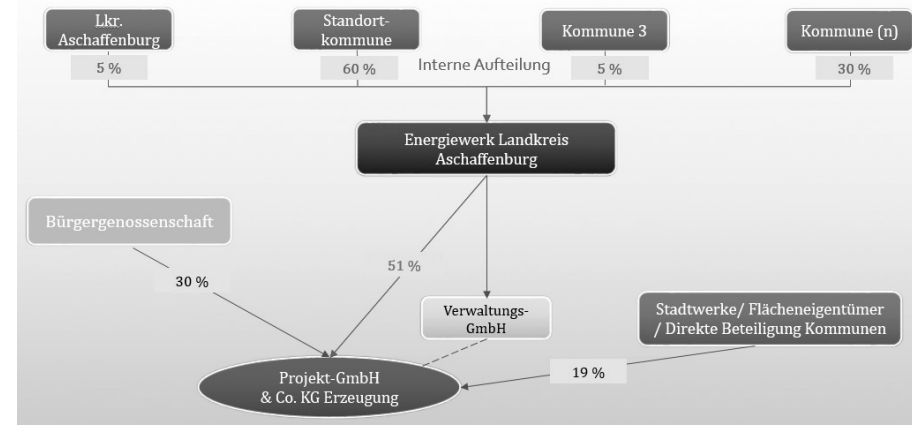 Lkr.
Aschaffenburg
Standort-
kommune
Kommune 3
Kommune (n)
5 %
60 %
Interne Aufteilung
5 %
30 %
Energiewerk Landkreis
Aschaffenburg
Bürgergenossenschaft
51 %
30 %
Verwaltungs-
GmbH
Stadtwerke/ Flächeneigentümer
/ Direkte Beteiligung Kommunen
Projekt-GmbH
& Co. KG Erzeugung
19 %